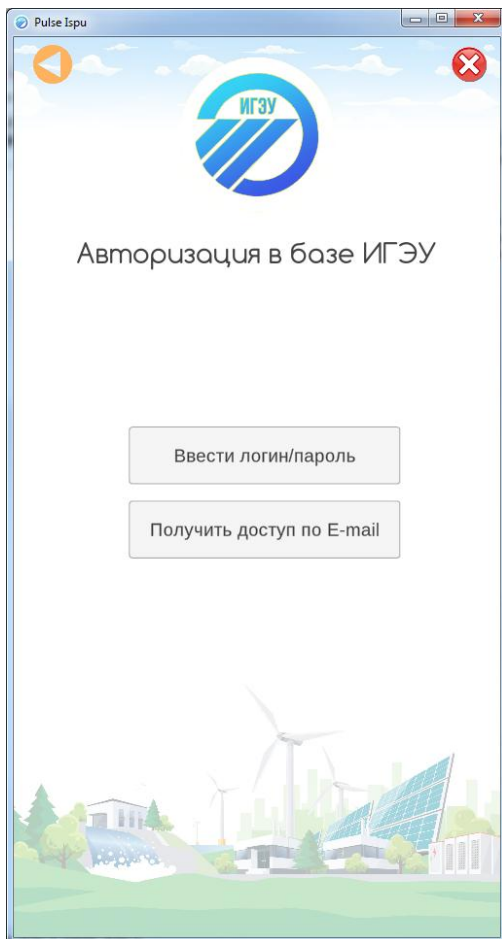 Pulse Ispu
ИГЭУ
Авторизация в базе ИГЭУ
Ввести логин/пароль
Получить доступ по E-mail